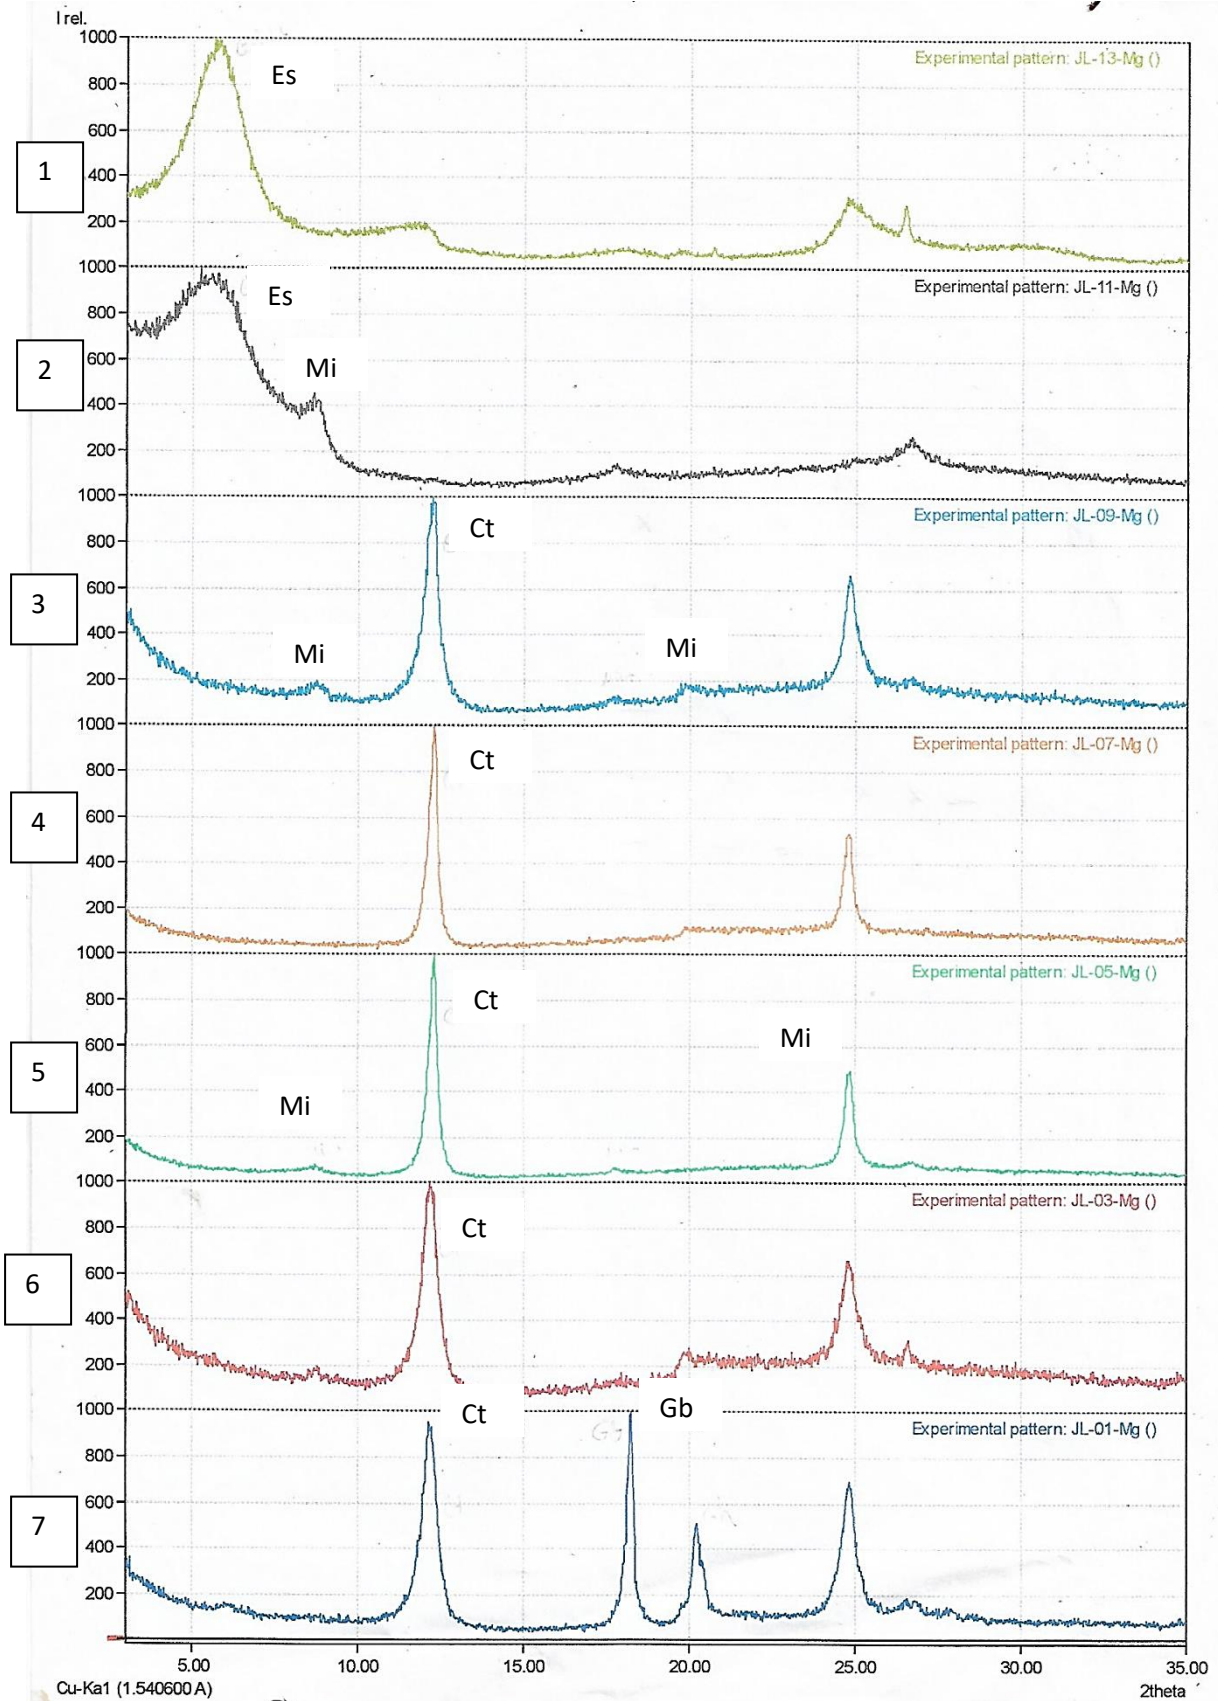 I rel.
1000
Experimental pattern: JL-13-Mg ()
Es
800
600
1
400
200
1000
Experimental pattern: JL-11-Mg ()
Es
800
600
2
Mi
400
200
1000
Experimental pattern: JL-09-Mg ()
Ct
800
600
3
400
Mi
Mi
200
1000
Experimental pattern: JL-07-Mg ()
Ct
800
600
4
400
200
1000
Experimental pattern: JL-05-Mg ()
Ct
800
Mi
600
5
400
Mi
200
1000
Experimental pattern: JL-03-Mg ()
Ct
800
600
6
400
200
1000
Ct
Gb
Experimental pattern: JL-01-Mg ()
800
600
7
400
200
5.00 10.00 15.00 20.00 25.00 30.00 35.00
Cu-Ka1 (1.540600 A)
2theta